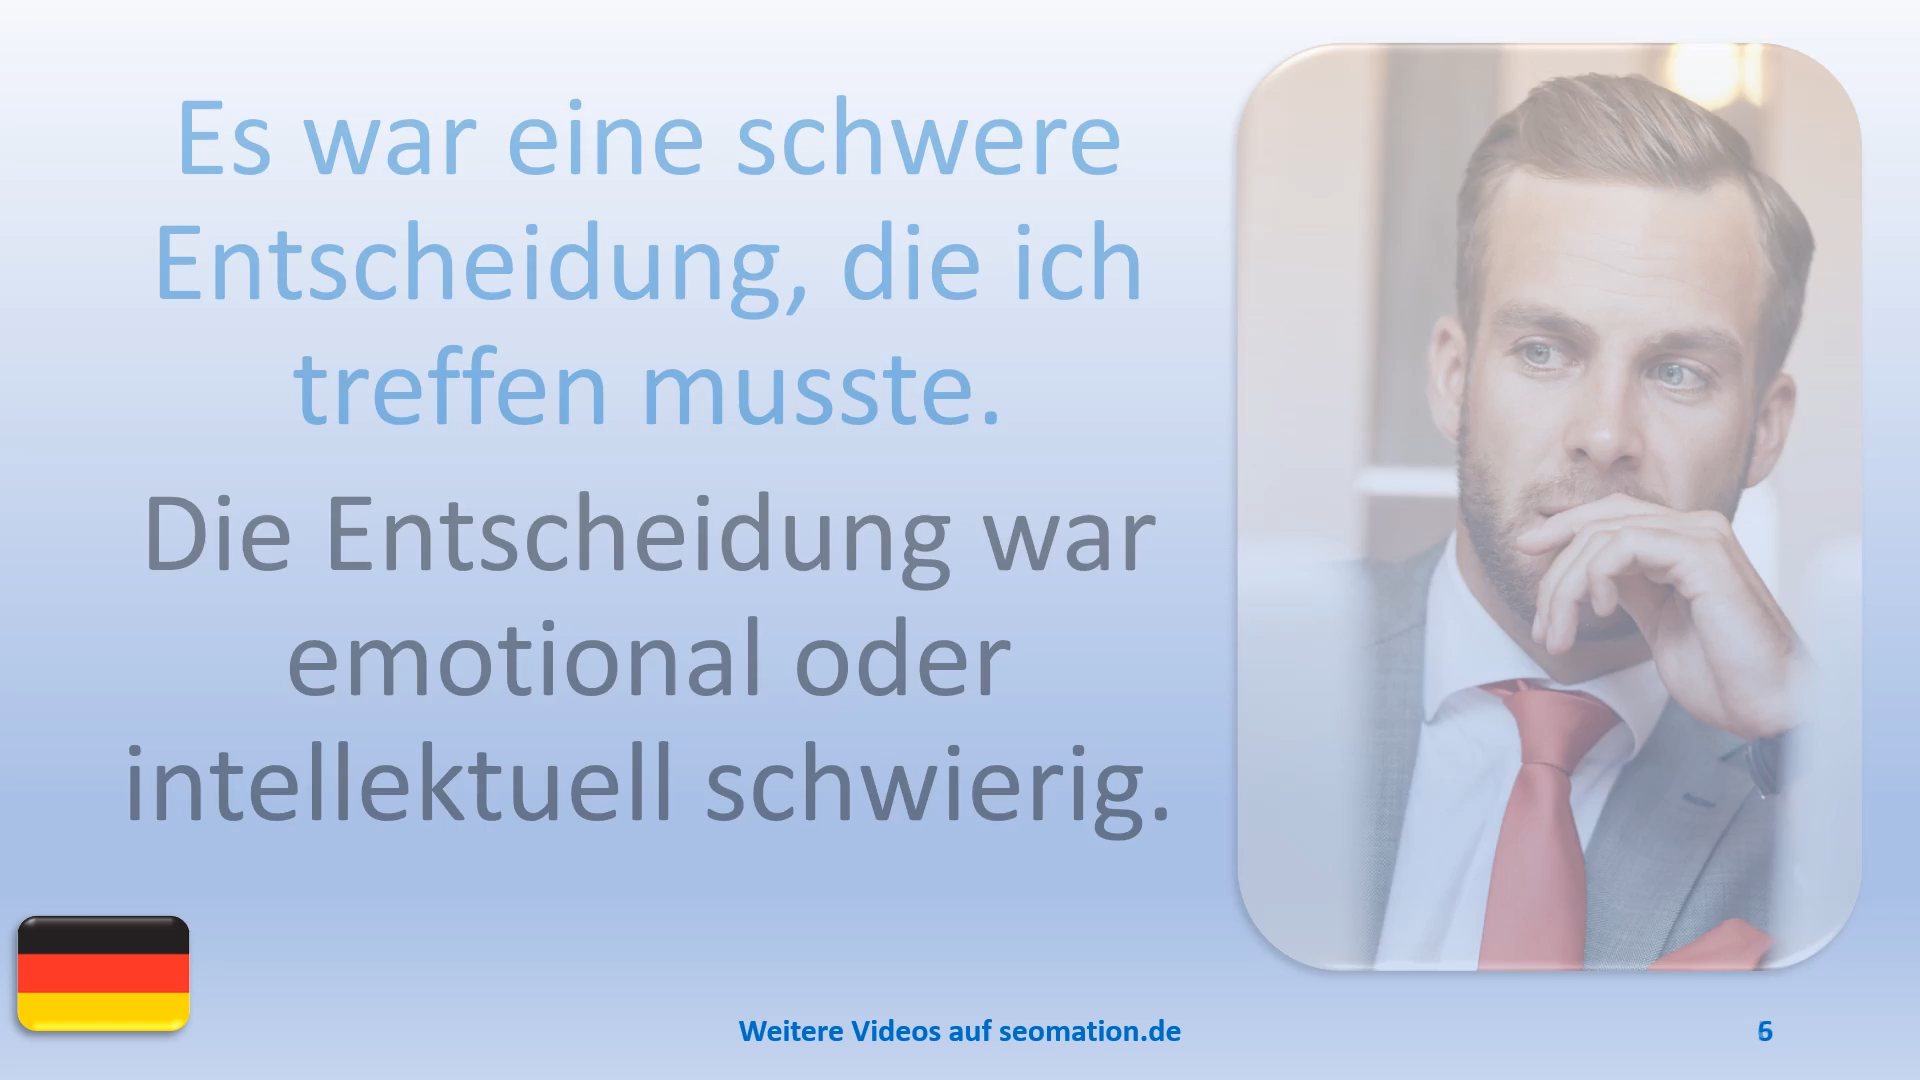 Es war eine schwere
Entscheidung, die ich
treffen musste.
Die Entscheidung war
emotional oder
intellektuell schwierig.
Weitere Videos auf seomation.de